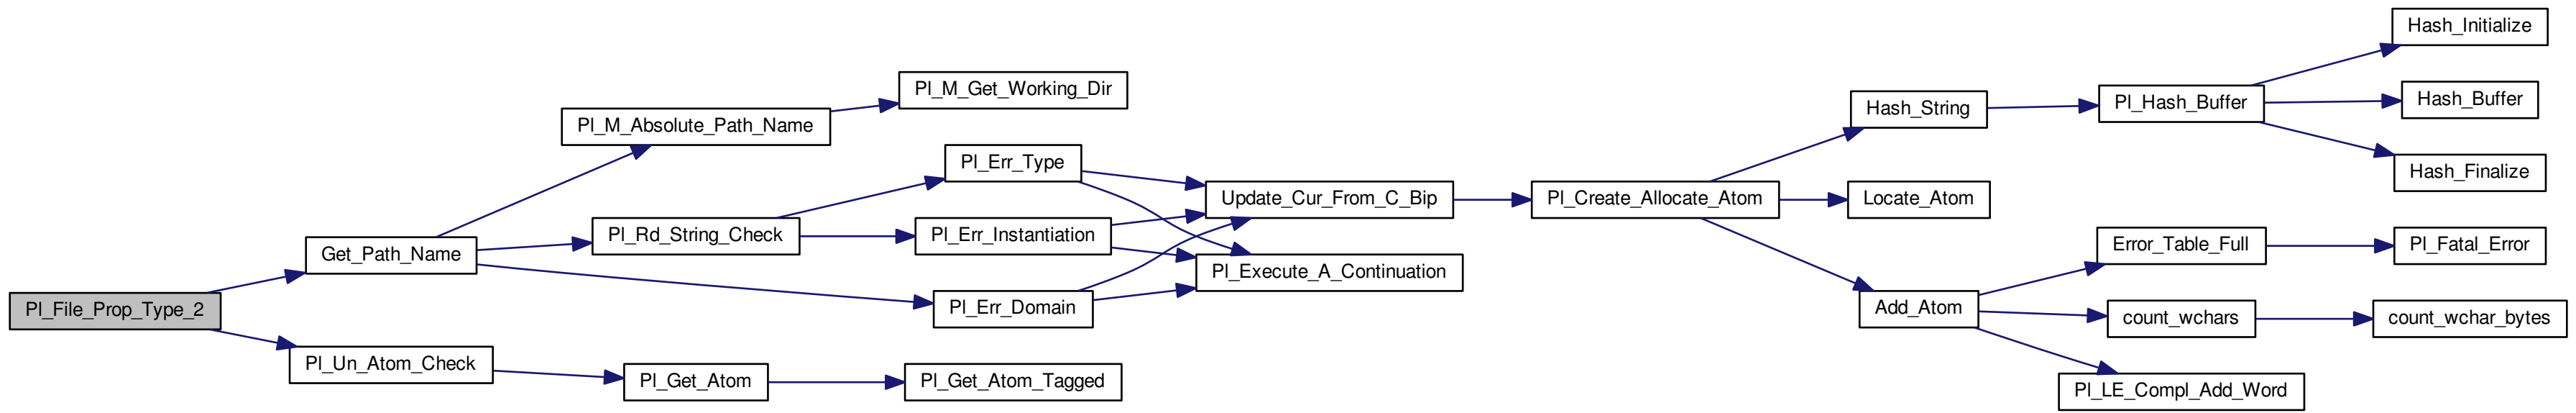 Pl_File_Prop_Type_2
Get_Path_Name
Pl_Un_Atom_Check
Pl_M_Absolute_Path_Name
Pl_M_Get_Working_Dir
Pl_Rd_String_Check
Pl_Err_Type
Pl_Err_Instantiation
Pl_Err_Domain
Pl_Get_Atom
Pl_Get_Atom_Tagged
Update_Cur_From_C_Bip
Pl_Execute_A_Continuation
Pl_Create_Allocate_Atom
Hash_String
Locate_Atom
Add_Atom
Pl_Hash_Buffer
Hash_Initialize
Hash_Buffer
Hash_Finalize
Error_Table_Full
Pl_Fatal_Error
count_wchars
count_wchar_bytes
Pl_LE_Compl_Add_Word